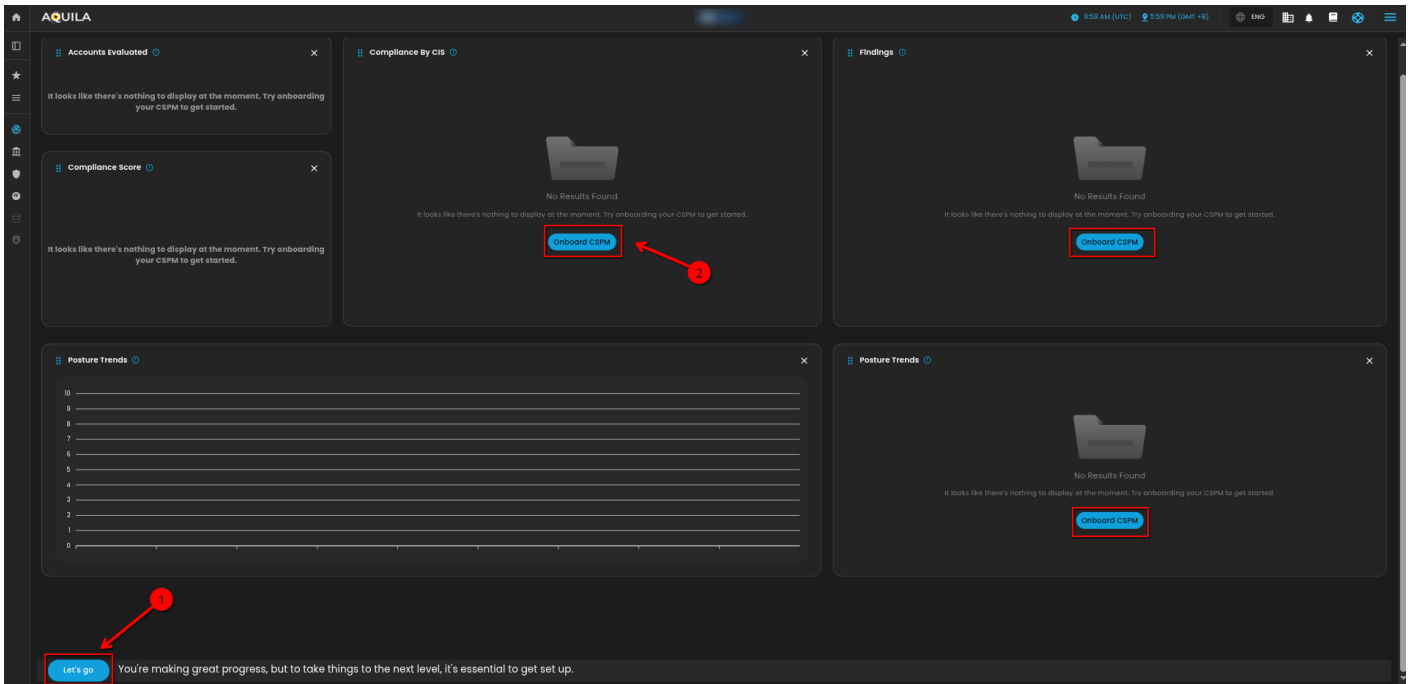 AQUILA
9:59 AM (UTC)
5:59 PM (GMT +8)
ENG
Accounts Evaluated
It looks like there's nothing to display at the moment. Try onboarding
your CSPM to get started.
Compliance Score
It looks like there's nothing to display at the moment. Try onboarding
your CSPM to get started.
Compliance By CIS
No Results Found
It looks like there's nothing to display at the moment. Try onboarding your CSPM to get started.
Onboard CSPM
2
Findings
No Results Found
It looks like there's nothing to display at the moment. Try onboarding your CSPM to get started.
Onboard CSPM
Posture Trends
10
9
8
7
6
5
4
3
2
1
0
Posture Trends
No Results Found
It looks like there's nothing to display at the moment. Try onboarding your CSPM to get started.
Onboard CSPM
1
Let's go
You're making great progress, but to take things to the next level, it's essential to get set up.